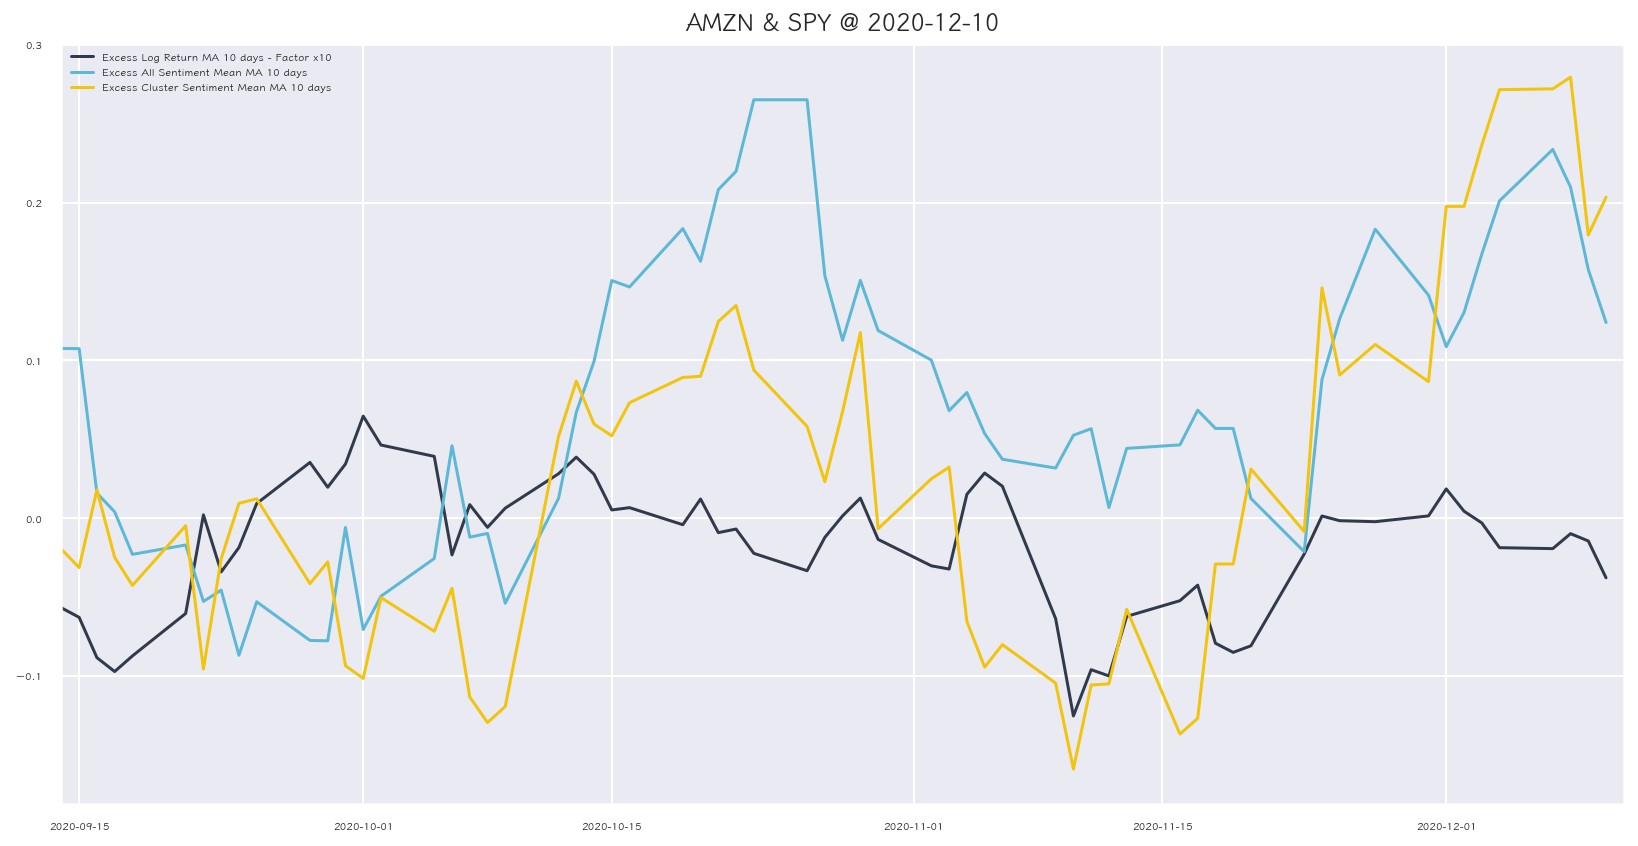 AMZN & SPY @ 2020-12-10
0.3
Excess Log Return MA 10 days - Factor x10
Excess All Sentiment Mean MA 10 days
Excess Cluster Sentiment Mean MA 10 days
0.2
0.1
0.0
−0.1
2020-09-15 2020-10-01 2020-10-15 2020-11-01 2020-11-15 2020-12-01